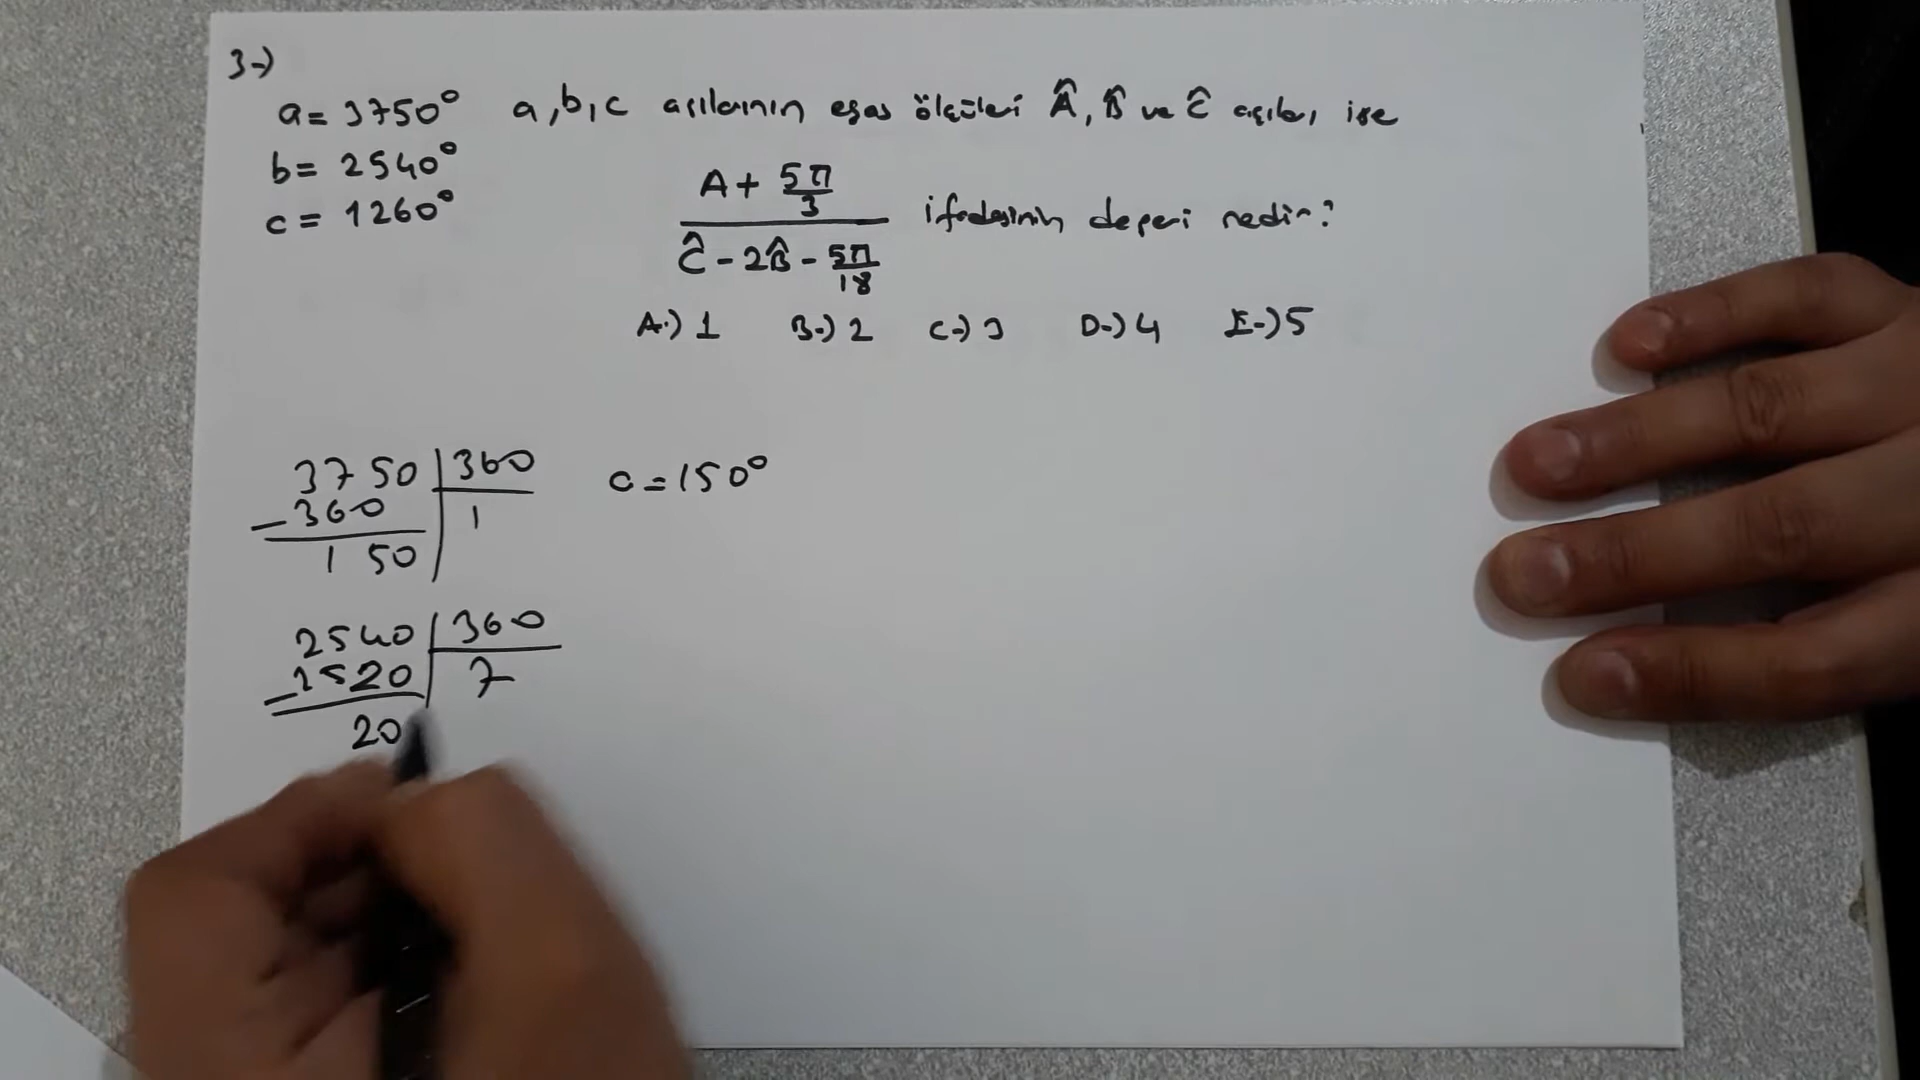 3-)
a = 3750° a, b, c açılarının esas ölçüleri Â, B̂ ve Ĉ açıları ise
b = 2540°
c = 1260°
A + 5π/3
Ĉ - 2B̂ - 5π/18
ifadesinin değeri nedir?
A-) 1 B-) 2 C-) 3 D-) 4 E-) 5
3750 | 360
- 360 1
150
c = 150°
2540 | 360
- 2520 7
20